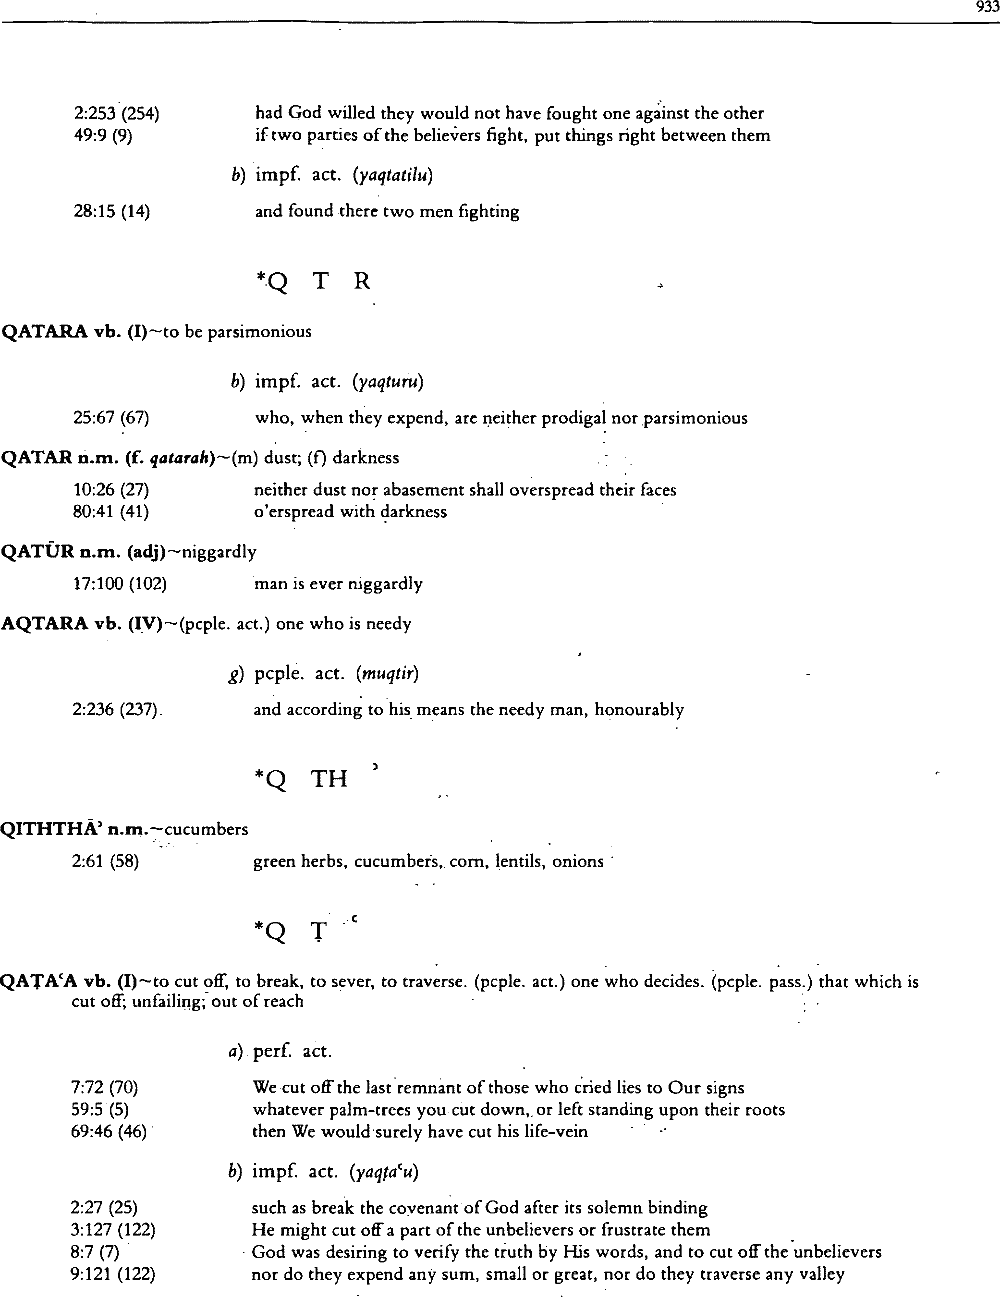 933
2:253 (254) had God willed they would not have fought one against the other
49:9 (9) if two parties of the believers fight, put things right between them
b) impf. act. (yaqtatilu)
28:15 (14) and found there two men fighting
*Q T R
QATARA vb. (I)~to be parsimonious
b) impf. act. (yaqturu)
25:67 (67) who, when they expend, are neither prodigal nor parsimonious
QATAR n.m. (f. qatarah)~(m) dust; (f) darkness
10:26 (27) neither dust nor abasement shall overspread their faces
80:41 (41) o'erspread with darkness
QATŪR n.m. (adj)~niggardly
17:100 (102) man is ever niggardly
AQTARA vb. (IV)~(pcple. act.) one who is needy
g) pcple. act. (muqtir)
2:236 (237) and according to his means the needy man, honourably
*Q TH ʾ
QITHTHĀʾ n.m.~cucumbers
2:61 (58) green herbs, cucumbers, corn, lentils, onions
*Q Ṭ ʿ
QAṬAʿA vb. (I)~to cut off, to break, to sever, to traverse. (pcple. act.) one who decides. (pcple. pass.) that which is
cut off; unfailing; out of reach
a) perf. act.
7:72 (70) We cut off the last remnant of those who cried lies to Our signs
59:5 (5) whatever palm-trees you cut down, or left standing upon their roots
69:46 (46) then We would surely have cut his life-vein
b) impf. act. (yaqṭaʿu)
2:27 (25) such as break the covenant of God after its solemn binding
3:127 (122) He might cut off a part of the unbelievers or frustrate them
8:7 (7) God was desiring to verify the truth by His words, and to cut off the unbelievers
9:121 (122) nor do they expend any sum, small or great, nor do they traverse any valley